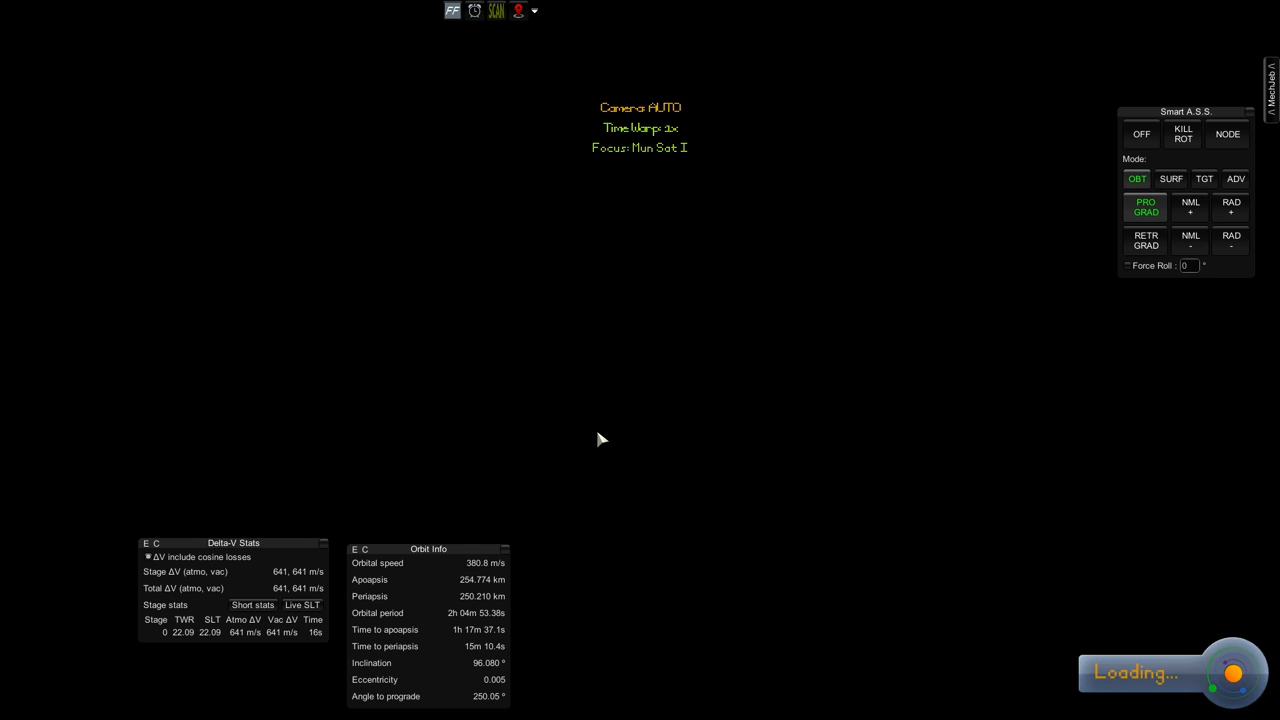 FF SCAN
Camera: AUTO
Time Warp: 1x
Focus: Mun Sat I
< MechJeb <
Smart A.S.S.
OFF KILL ROT NODE
Mode:
OBT SURF TGT ADV
PRO GRAD NML + RAD +
RETR GRAD NML - RAD -
Force Roll : 0 °
E C Delta-V Stats
ΔV include cosine losses
Stage ΔV (atmo, vac) 641, 641 m/s
Total ΔV (atmo, vac) 641, 641 m/s
Stage stats Short stats Live SLT
Stage TWR SLT Atmo ΔV Vac ΔV Time
0 22.09 22.09 641 m/s 641 m/s 16s
E C Orbit Info
Orbital speed 380.8 m/s
Apoapsis 254.774 km
Periapsis 250.210 km
Orbital period 2h 04m 53.38s
Time to apoapsis 1h 17m 37.1s
Time to periapsis 15m 10.4s
Inclination 96.080 º
Eccentricity 0.005
Angle to prograde 250.05 º
Loading...